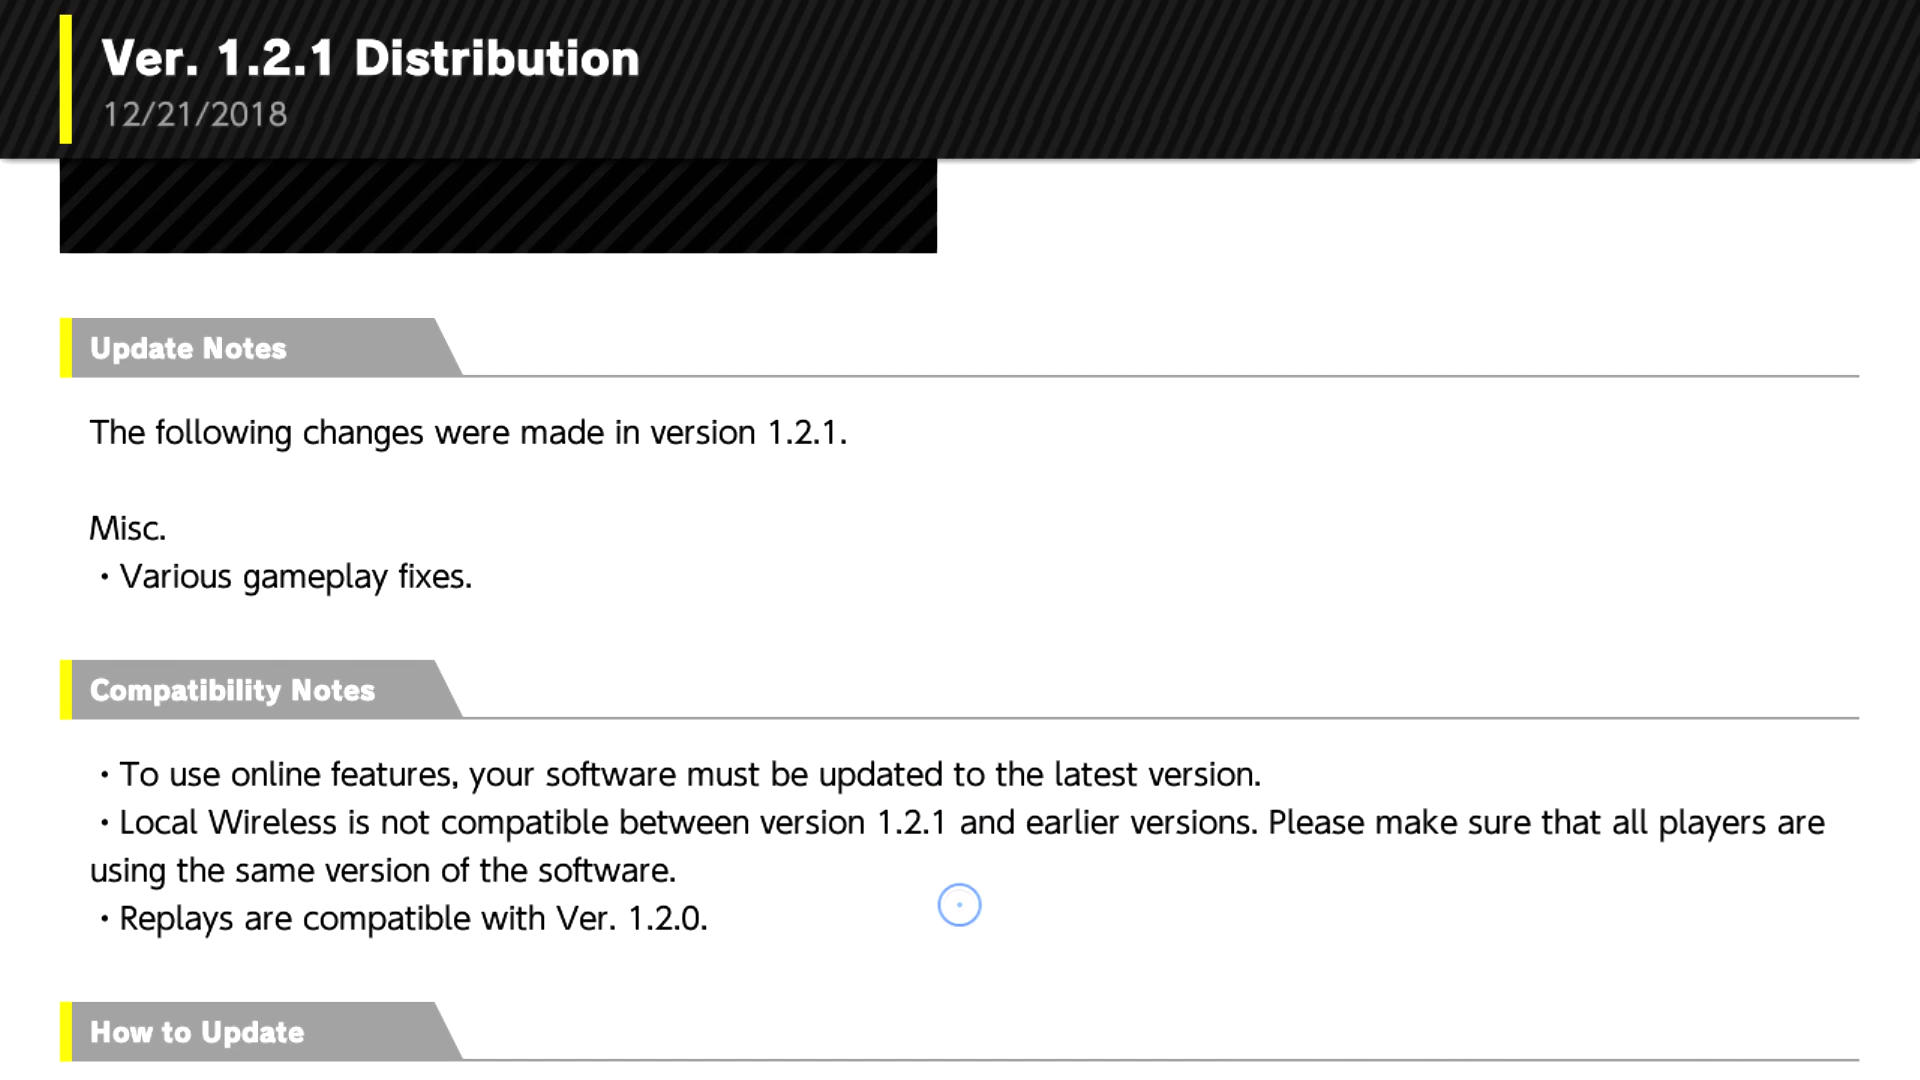 Ver. 1.2.1 Distribution
12/21/2018
Update Notes
The following changes were made in version 1.2.1.
Misc.
・Various gameplay fixes.
Compatibility Notes
・To use online features, your software must be updated to the latest version.
・Local Wireless is not compatible between version 1.2.1 and earlier versions. Please make sure that all players are
using the same version of the software.
・Replays are compatible with Ver. 1.2.0.
How to Update